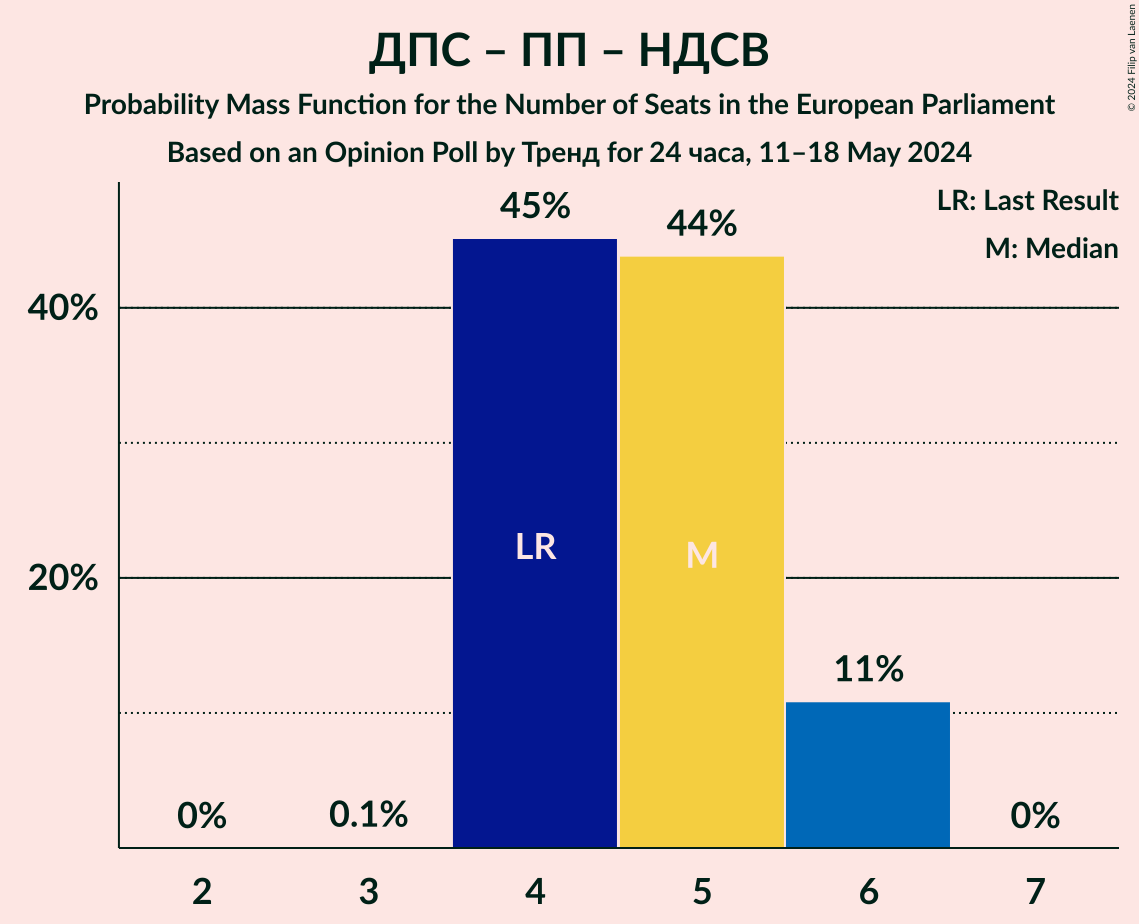 ДПС – ПП – НДСВ
Probability Mass Function for the Number of Seats in the European Parliament
Based on an Opinion Poll by Тренд for 24 часа, 11–18 May 2024
© 2024 Filip van Laenen
LR: Last Result
M: Median
45%
44%
40%
LR
M
20%
11%
0%
0.1%
0%
2
3
4
5
6
7